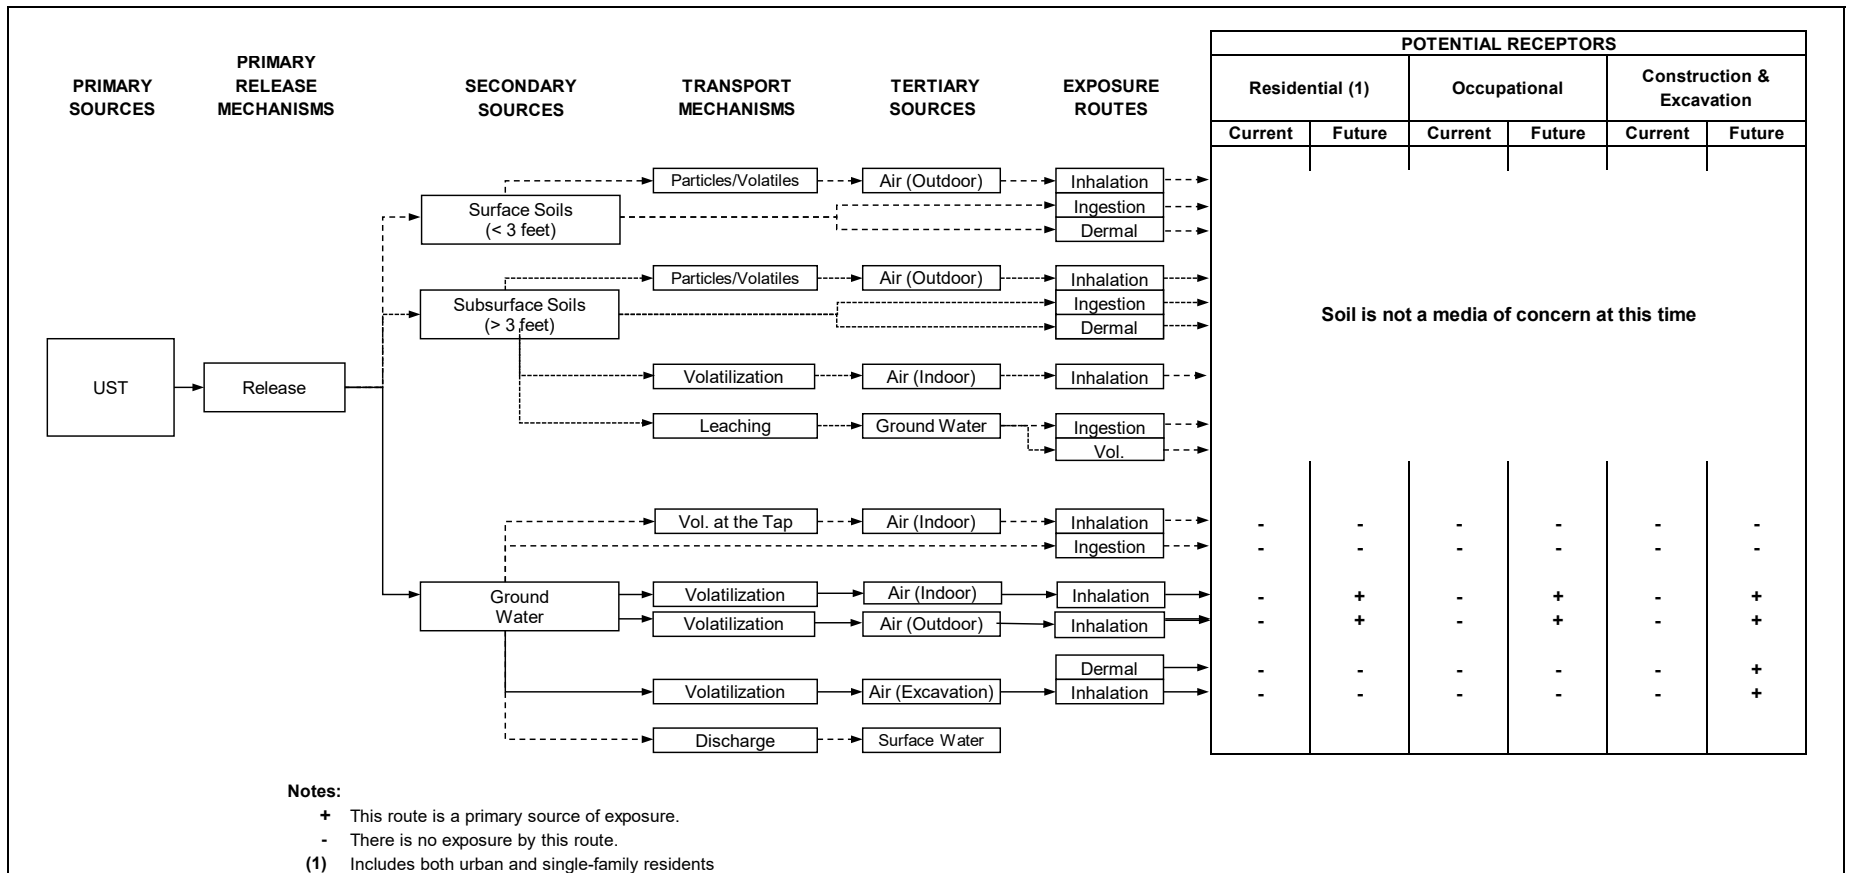 POTENTIAL RECEPTORS
PRIMARY SOURCES
PRIMARY RELEASE MECHANISMS
SECONDARY SOURCES
TRANSPORT MECHANISMS
TERTIARY SOURCES
EXPOSURE ROUTES
Residential (1)
Occupational
Construction & Excavation
Current Future Current Future Current Future
Particles/Volatiles Air (Outdoor) Inhalation
Surface Soils
(< 3 feet)
Ingestion
Dermal
Particles/Volatiles Air (Outdoor) Inhalation
Subsurface Soils
(> 3 feet)
Ingestion
Dermal
Soil is not a media of concern at this time
UST
Release
Volatilization Air (Indoor) Inhalation
Leaching Ground Water Ingestion
Vol.
Vol. at the Tap Air (Indoor) Inhalation - - - - - -
Ingestion - - - - - -
Ground
Water
Volatilization Air (Indoor) Inhalation - + - + - +
Volatilization Air (Outdoor) Inhalation - + - + - +
Dermal - - - - - +
Volatilization Air (Excavation) Inhalation - - - - - +
Discharge Surface Water
Notes:
+ This route is a primary source of exposure.
- There is no exposure by this route.
(1) Includes both urban and single-family residents